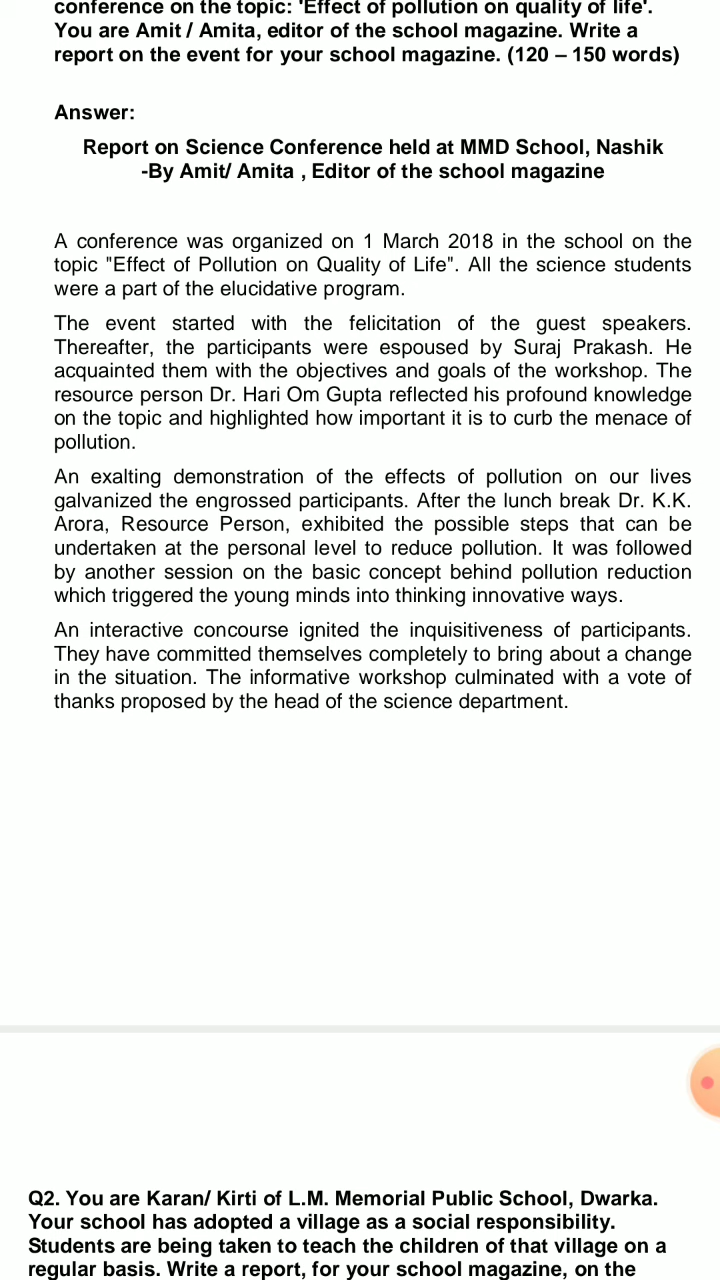 conference on the topic: 'Effect of pollution on quality of life'.
You are Amit / Amita, editor of the school magazine. Write a
report on the event for your school magazine. (120 – 150 words)
Answer:
Report on Science Conference held at MMD School, Nashik
-By Amit/ Amita , Editor of the school magazine
A conference was organized on 1 March 2018 in the school on the
topic "Effect of Pollution on Quality of Life". All the science students
were a part of the elucidative program.
The event started with the felicitation of the guest speakers.
Thereafter, the participants were espoused by Suraj Prakash. He
acquainted them with the objectives and goals of the workshop. The
resource person Dr. Hari Om Gupta reflected his profound knowledge
on the topic and highlighted how important it is to curb the menace of
pollution.
An exalting demonstration of the effects of pollution on our lives
galvanized the engrossed participants. After the lunch break Dr. K.K.
Arora, Resource Person, exhibited the possible steps that can be
undertaken at the personal level to reduce pollution. It was followed
by another session on the basic concept behind pollution reduction
which triggered the young minds into thinking innovative ways.
An interactive concourse ignited the inquisitiveness of participants.
They have committed themselves completely to bring about a change
in the situation. The informative workshop culminated with a vote of
thanks proposed by the head of the science department.
Q2. You are Karan/ Kirti of L.M. Memorial Public School, Dwarka.
Your school has adopted a village as a social responsibility.
Students are being taken to teach the children of that village on a
regular basis. Write a report, for your school magazine, on the